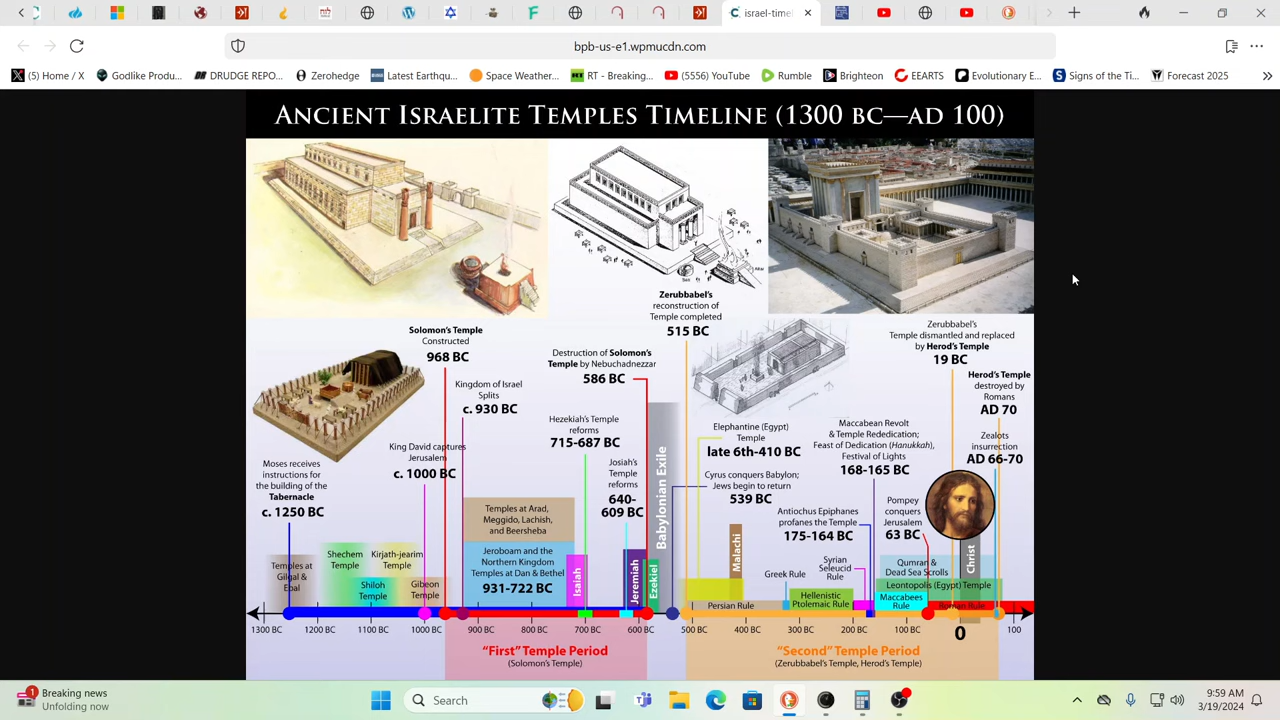 israel-time
bpb-us-e1.wpmucdn.com
(5) Home / X
Godlike Produ...
DRUDGE REPO...
Zerohedge
Latest Earthqu...
Space Weather...
RT - Breaking...
(5556) YouTube
Rumble
Brighteon
EEARTS
Evolutionary E...
Signs of the Ti...
Forecast 2025
ANCIENT ISRAELITE TEMPLES TIMELINE (1300 BC—AD 100)
Solomon's Temple
Constructed
968 BC
Kingdom of Israel
Splits
c. 930 BC
King David captures
Jerusalem
c. 1000 BC
Moses receives
instructions for
the building of the
Tabernacle
c. 1250 BC
Zerubbabel's
reconstruction of
Temple completed
515 BC
Destruction of Solomon's
Temple by Nebuchadnezzar
586 BC
Hezekiah's Temple
reforms
715-687 BC
Josiah's
Temple
reforms
640-
609 BC
Babylonian Exile
Elephantine (Egypt)
Temple
late 6th-410 BC
Cyrus conquers Babylon;
Jews begin to return
539 BC
Maccabean Revolt
& Temple Rededication;
Feast of Dedication (Hanukkah),
Festival of Lights
168-165 BC
Antiochus Epiphanes
profanes the Temple
175-164 BC
Zerubbabel's
Temple dismantled and replaced
by Herod's Temple
19 BC
Herod's Temple
destroyed by
Romans
AD 70
Zealots
insurrection
AD 66-70
Pompey
conquers
Jerusalem
63 BC
Temples at
Gilgal &
Ebal
Shechem
Temple
Shiloh
Temple
Kirjath-jearim
Temple
Gibeon
Temple
Temples at Arad,
Meggido, Lachish,
and Beersheba
Jeroboam and the
Northern Kingdom
Temples at Dan & Bethel
931-722 BC
Isaiah
Jeremiah
Ezekiel
Malachi
Persian Rule
Greek Rule
Hellenistic
Ptolemaic Rule
Syrian
Seleucid
Rule
Qumran &
Dead Sea Scrolls
Leontopolis (Egypt) Temple
Maccabees
Rule
Roman Rule
Christ
1300 BC
1200 BC
1100 BC
1000 BC
900 BC
800 BC
700 BC
600 BC
500 BC
400 BC
300 BC
200 BC
100 BC
0
100
"First" Temple Period
(Solomon's Temple)
"Second" Temple Period
(Zerubbabel's Temple, Herod's Temple)
1
Breaking news
Unfolding now
Search
9:59 AM
3/19/2024